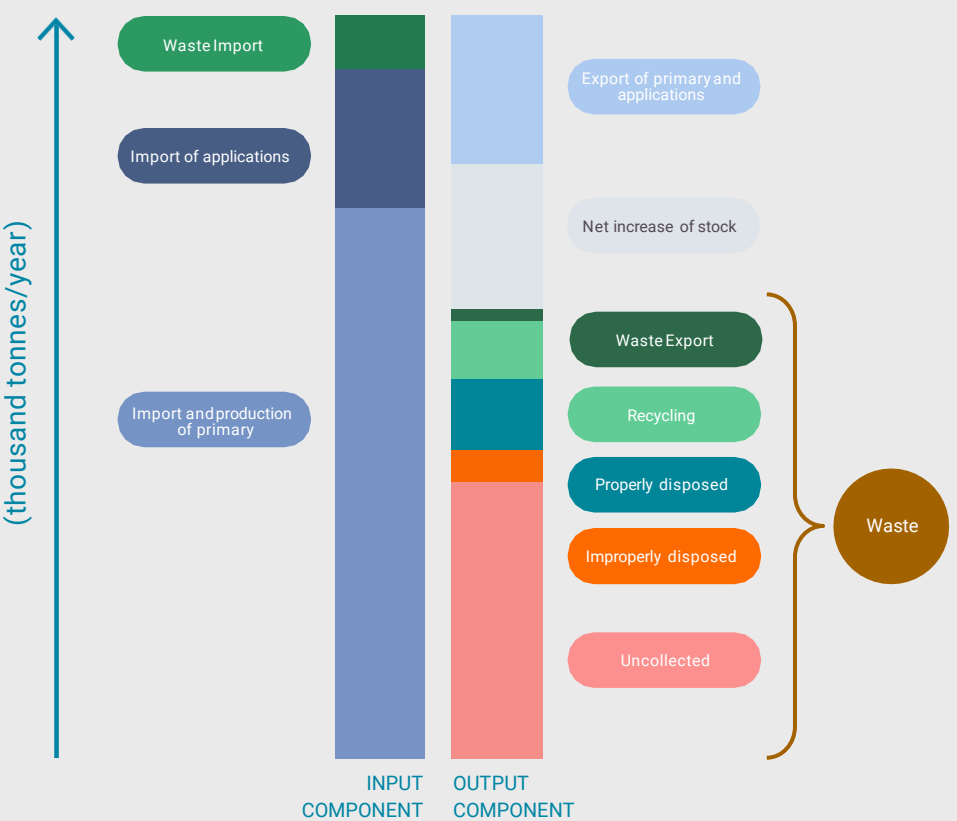 Waste Import
Import of applications
Import and production
of primary
(thousand tonnes/year)
Export of primary and
applications
Net increase of stock
Waste Export
Recycling
Properly disposed
Improperly disposed
Uncollected
Waste
INPUT
COMPONENT
OUTPUT
COMPONENT